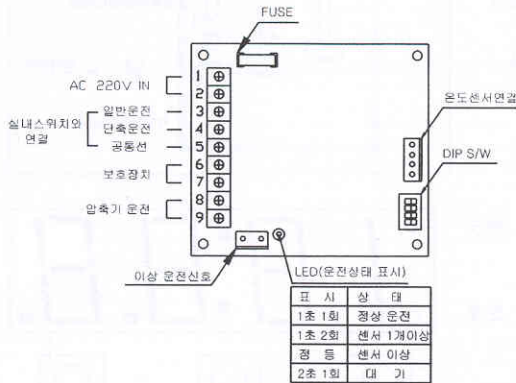 FUSE
AC 220V IN
1
2
실내스위치와
연결
일반운전
단축운전
공통선
3
4
5
보호장치
6
7
압축기 운전
8
9
온도센서연결
DIP S/W
이상 운전신호
LED(운전상태 표시)
표 시 상 태
1초 1회 정상 운전
1초 2회 센서 1개이상
점 등 센서 이상
2초 1회 대 기